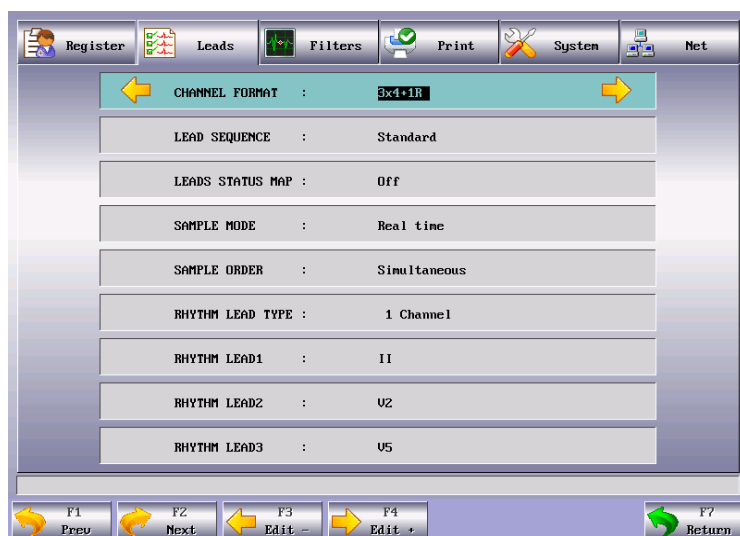 Register Leads Filters Print System Net
CHANNEL FORMAT : 3x4+1R
LEAD SEQUENCE : Standard
LEADS STATUS MAP : Off
SAMPLE MODE : Real time
SAMPLE ORDER : Simultaneous
RHYTHM LEAD TYPE : 1 Channel
RHYTHM LEAD1 : II
RHYTHM LEAD2 : V2
RHYTHM LEAD3 : V5
F1 F2 F3 F4 F7
Prev Next Edit - Edit + Return